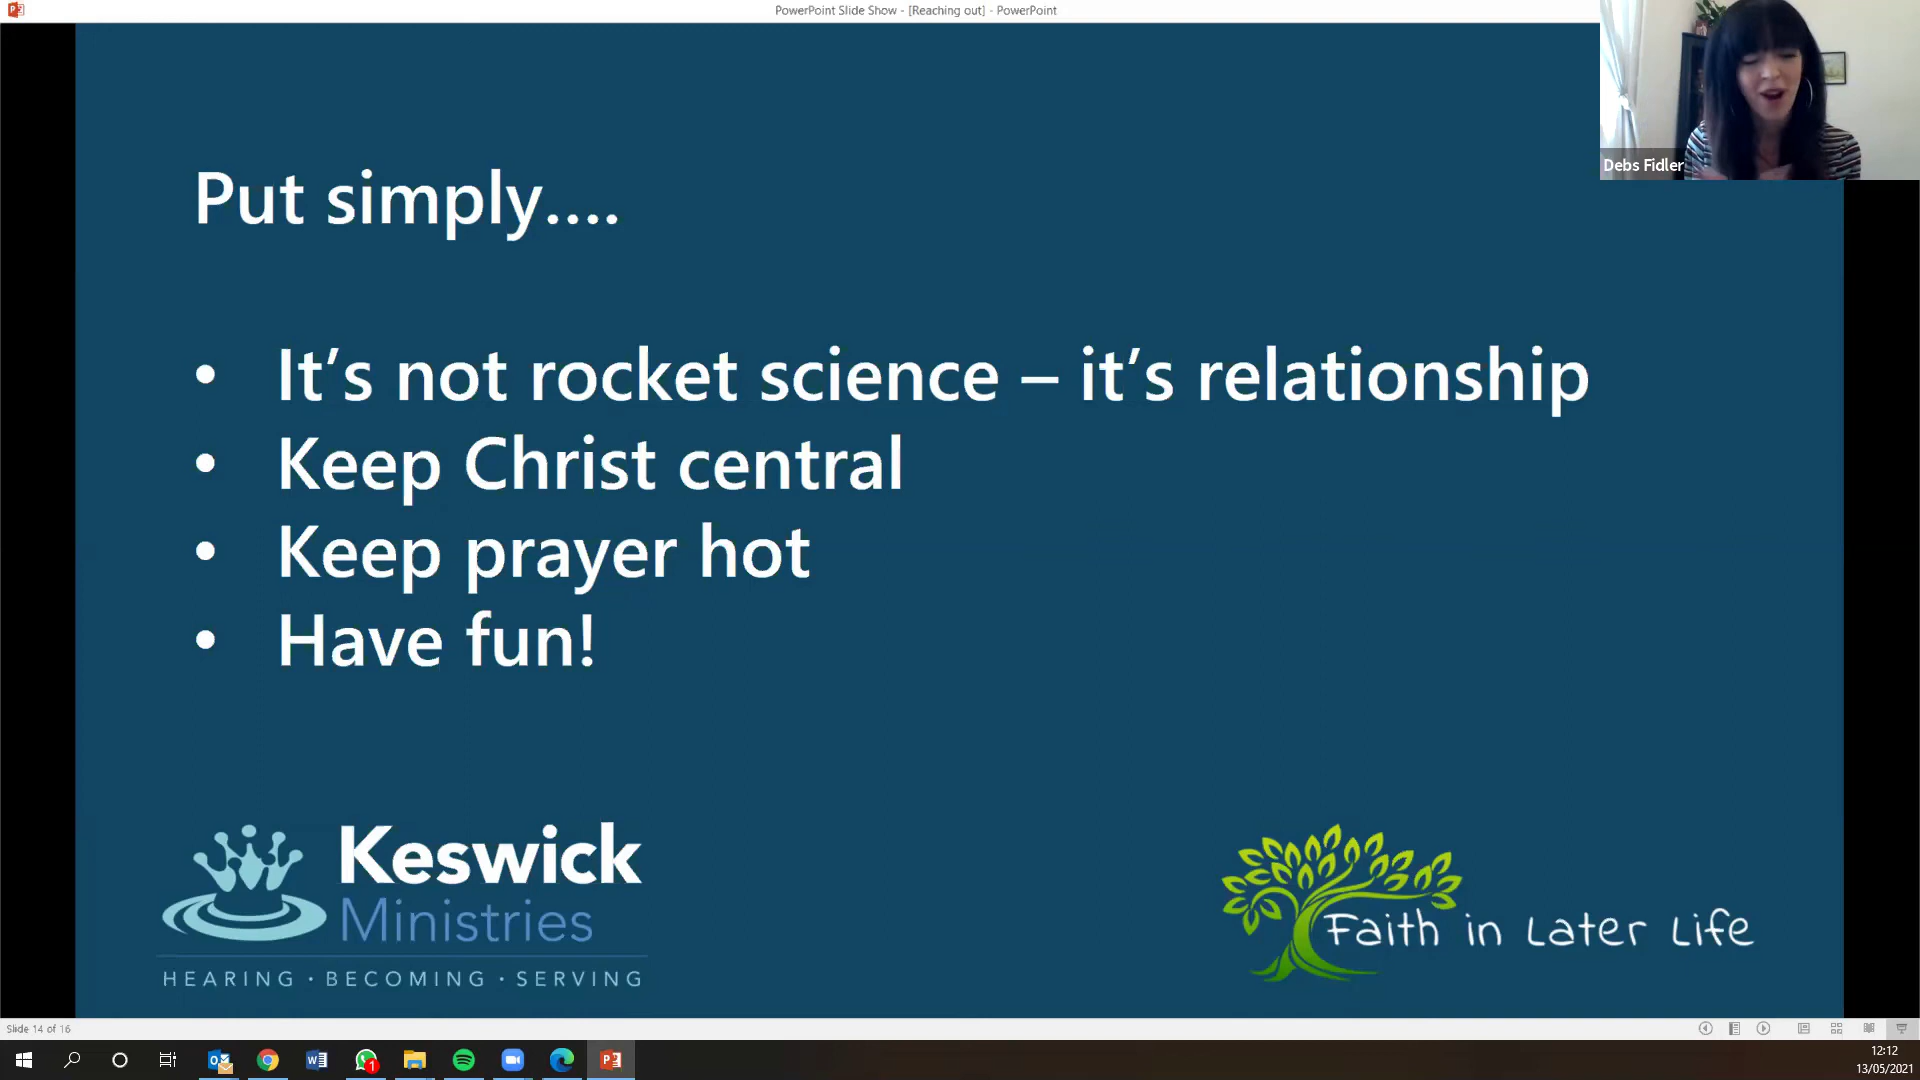 PowerPoint Slide Show - [Reaching out] - PowerPoint
Debs Fidler
Put simply....
• It’s not rocket science – it’s relationship
• Keep Christ central
• Keep prayer hot
• Have fun!
Keswick
Ministries
HEARING · BECOMING · SERVING
Faith in Later Life
Slide 14 of 16
1
12:12
13/05/2021